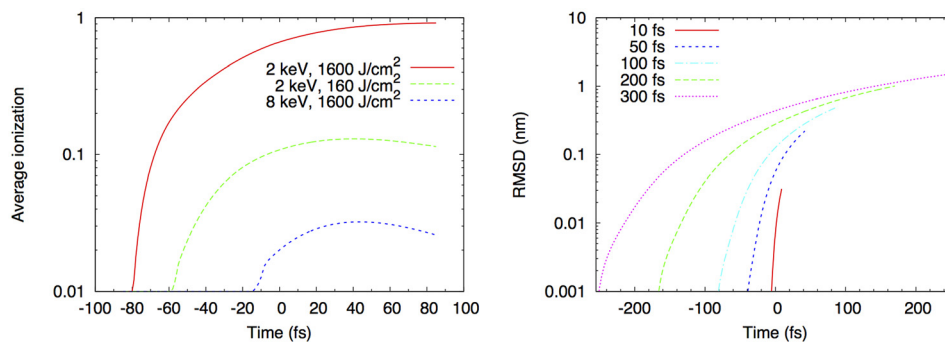 Average ionization
1
0.1
0.01
2 keV, 1600 J/cm²
2 keV, 160 J/cm²
8 keV, 1600 J/cm²
-100 -80 -60 -40 -20 0 20 40 60 80 100
Time (fs)
RMSD (nm)
10
1
0.1
0.01
0.001
10 fs
50 fs
100 fs
200 fs
300 fs
-200 -100 0 100 200
Time (fs)